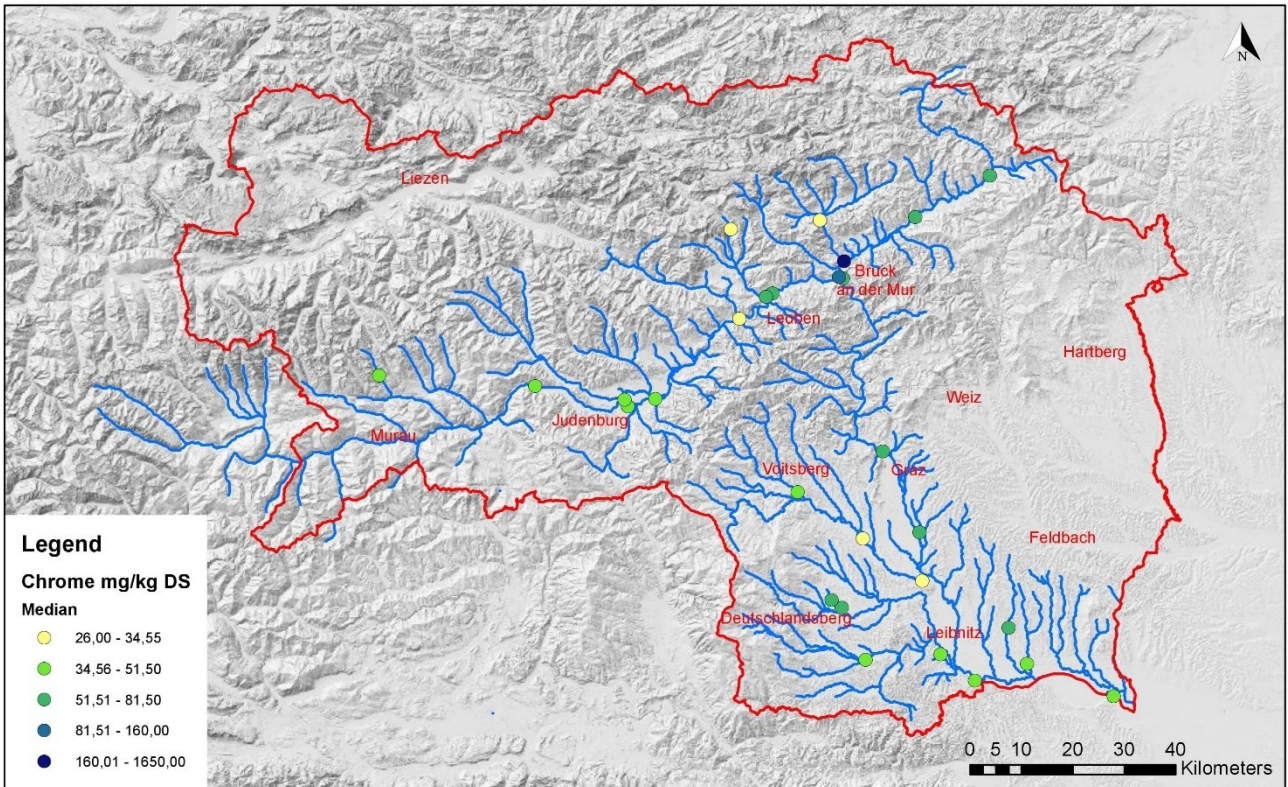 N
Liezen
Bruck
an der Mur
Leoben
Hartberg
Weiz
Judenburg
Murau
Voitsberg
Graz
Feldbach
Deutschlandsberg
Leibnitz
Legend
Chrome mg/kg DS
Median
26,00 - 34,55
34,56 - 51,50
51,51 - 81,50
81,51 - 160,00
160,01 - 1650,00
0 5 10 20 30 40
Kilometers